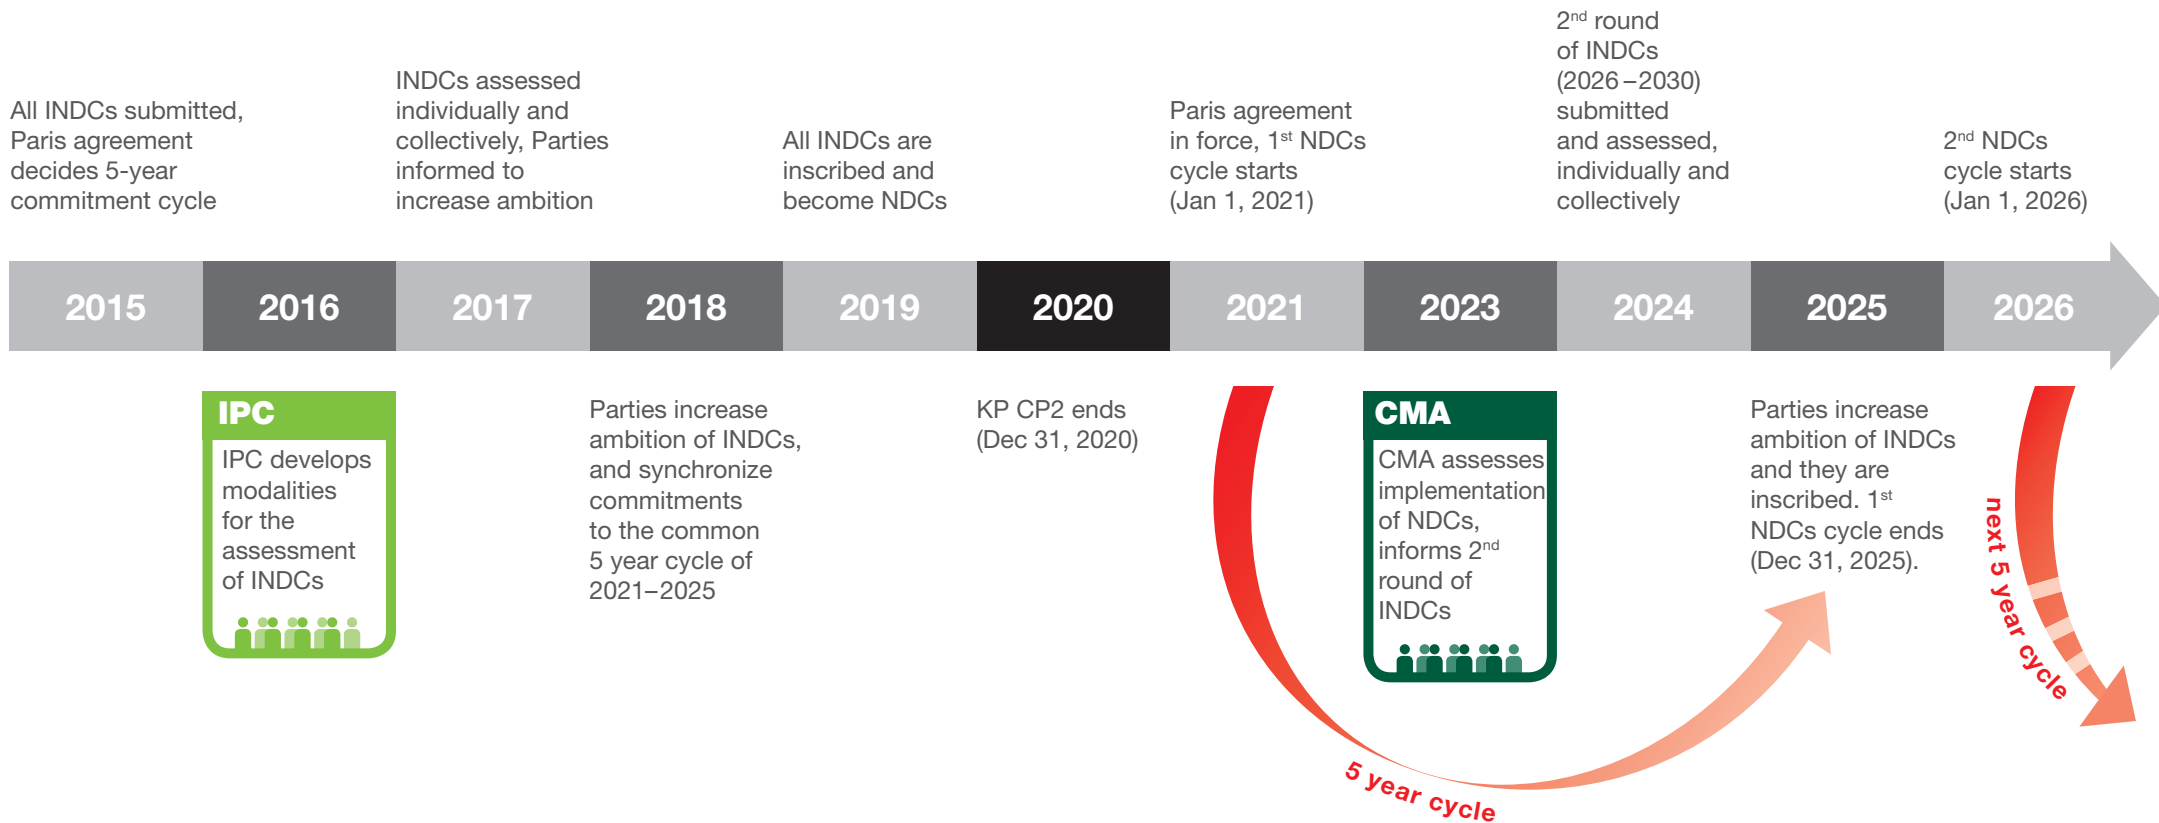 All INDCs submitted,
Paris agreement
decides 5-year
commitment cycle
INDCs assessed
individually and
collectively, Parties
informed to
increase ambition
All INDCs are
inscribed and
become NDCs
Paris agreement
in force, 1st NDCs
cycle starts
(Jan 1, 2021)
2nd round
of INDCs
(2026–2030)
submitted
and assessed,
individually and
collectively
2nd NDCs
cycle starts
(Jan 1, 2026)
2015 2016 2017 2018 2019 2020 2021 2023 2024 2025 2026
IPC
IPC develops
modalities
for the
assessment
of INDCs
Parties increase
ambition of INDCs,
and synchronize
commitments
to the common
5 year cycle of
2021–2025
KP CP2 ends
(Dec 31, 2020)
CMA
CMA assesses
implementation
of NDCs,
informs 2nd
round of
INDCs
Parties increase
ambition of INDCs
and they are
inscribed. 1st
NDCs cycle ends
(Dec 31, 2025).
5 year cycle
next 5 year cycle